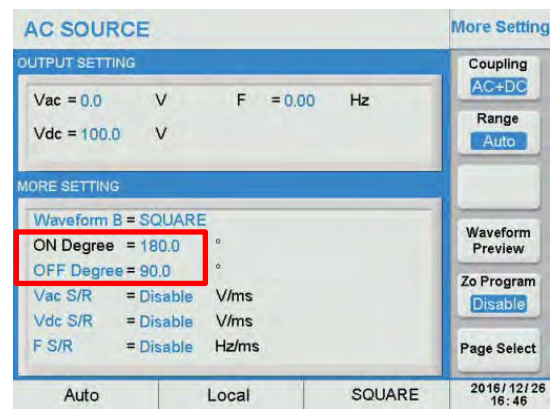 AC SOURCE
More Setting
OUTPUT SETTING
Vac = 0.0 V F = 0.00 Hz
Vdc = 100.0 V
MORE SETTING
Waveform B = SQUARE
ON Degree = 180.0 °
OFF Degree = 90.0 °
Vac S/R = Disable V/ms
Vdc S/R = Disable V/ms
F S/R = Disable Hz/ms
Coupling
AC+DC
Range
Auto
Waveform
Preview
Zo Program
Disable
Page Select
Auto Local SQUARE
2016/12/26
16:46